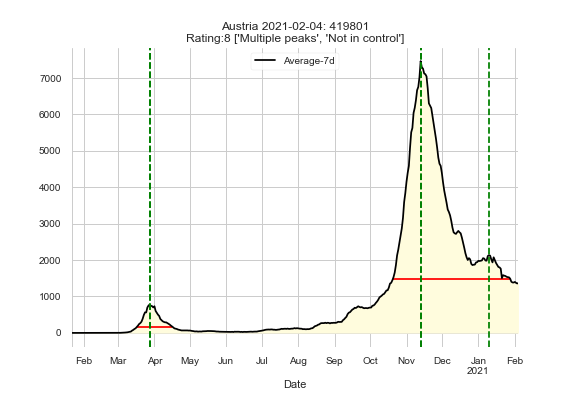 Austria 2021-02-04: 419801
Rating:8 ['Multiple peaks', 'Not in control']
Average-7d
7000
6000
5000
4000
3000
2000
1000
0
Feb Mar Apr May Jun Jul Aug Sep Oct Nov Dec Jan Feb
2021
Date